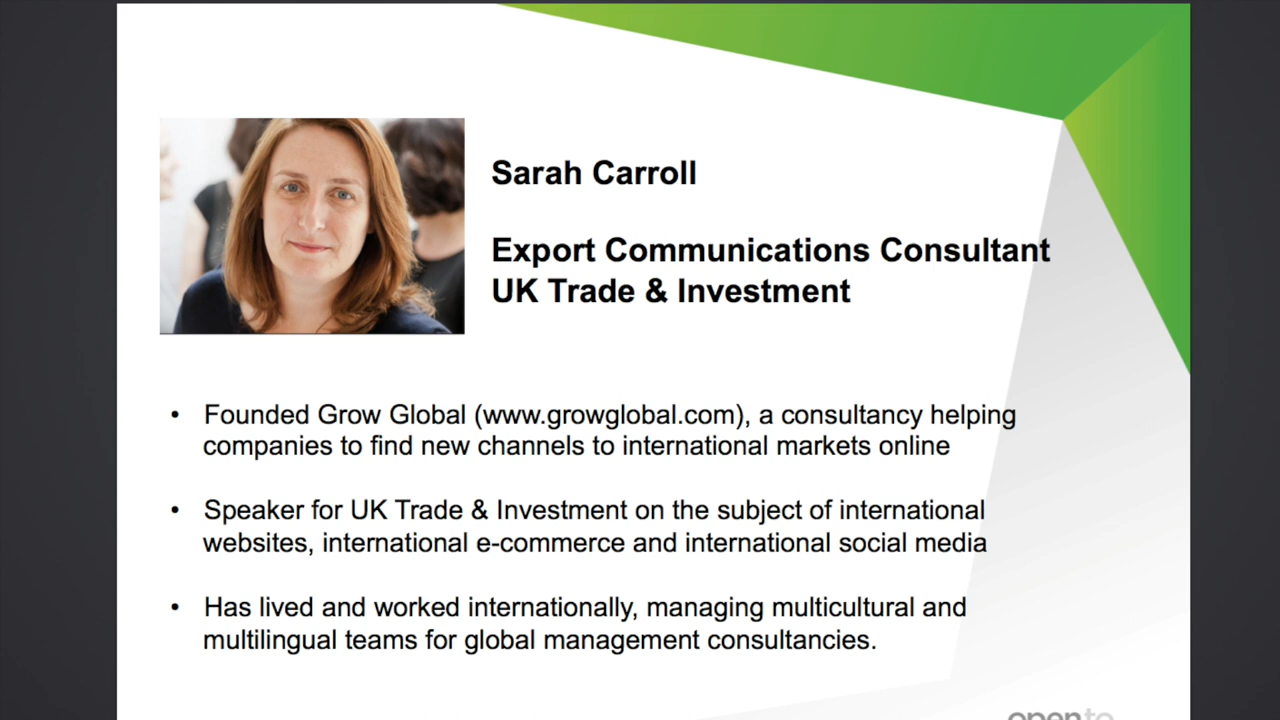 Sarah Carroll
Export Communications Consultant
UK Trade & Investment
• Founded Grow Global (www.growglobal.com), a consultancy helping
companies to find new channels to international markets online
• Speaker for UK Trade & Investment on the subject of international
websites, international e-commerce and international social media
• Has lived and worked internationally, managing multicultural and
multilingual teams for global management consultancies.
open to